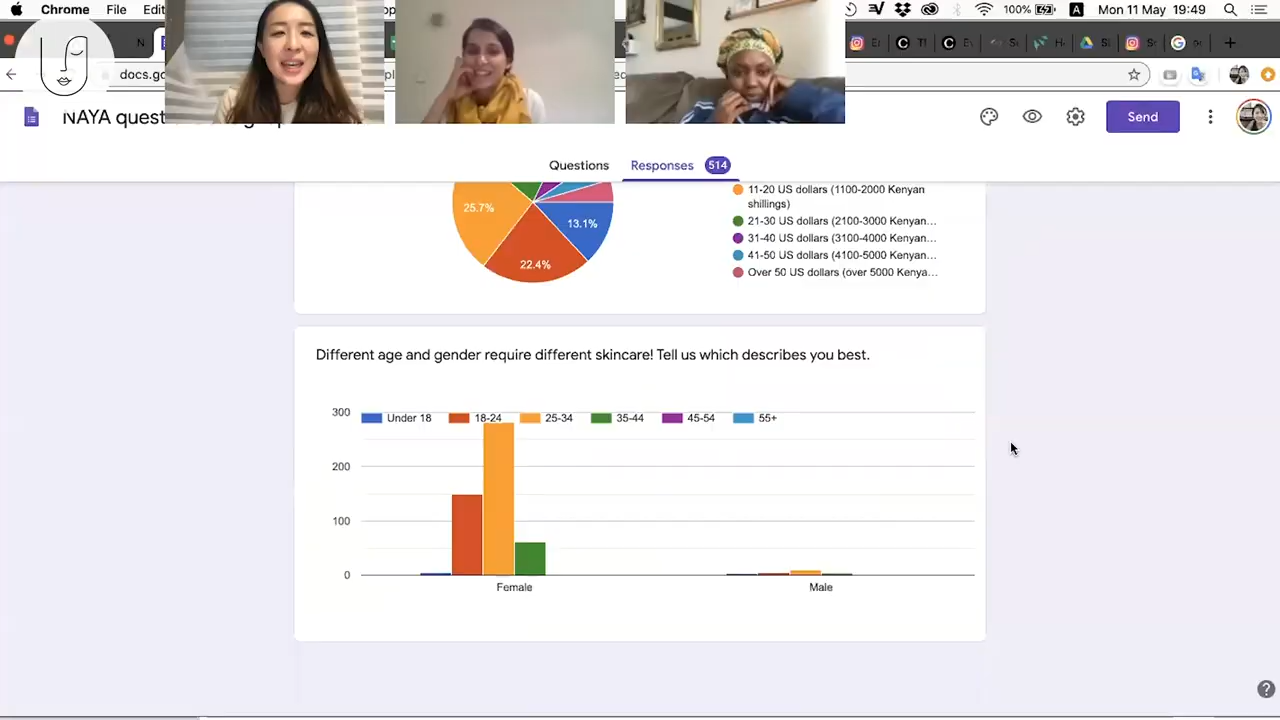 Chrome File Edi
100% A Mon 11 May 19:49
docs.go
NAYA quest
Send
Questions Responses 514
25.7%
13.1%
22.4%
11-20 US dollars (1100-2000 Kenyan
shillings)
21-30 US dollars (2100-3000 Kenyan…
31-40 US dollars (3100-4000 Kenyan…
41-50 US dollars (4100-5000 Kenyan…
Over 50 US dollars (over 5000 Kenya…
Different age and gender require different skincare! Tell us which describes you best.
Under 18 18-24 25-34 35-44 45-54 55+
300
200
100
0
Female Male